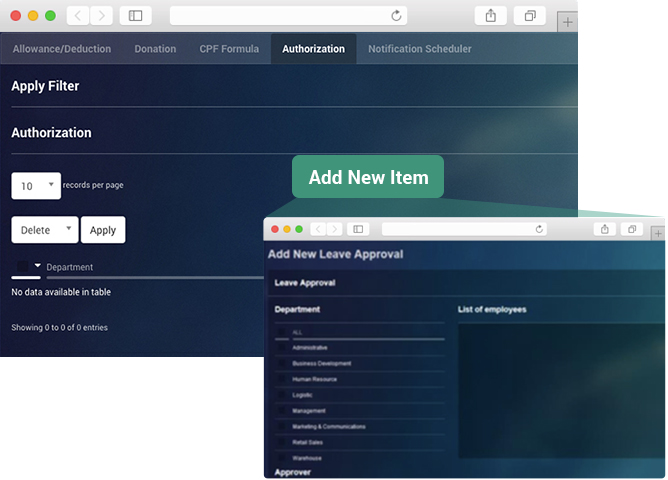 Allowance/Deduction Donation CPF Formula Authorization Notification Scheduler
Apply Filter
Authorization
10 records per page
Delete Apply
Department
No data available in table
Showing 0 to 0 of 0 entries
Add New Item
Add New Leave Approval
Leave Approval
Department List of employees
ALL
Administrative
Business Development
Human Resource
Logistic
Management
Marketing & Communications
Retail Sales
Warehouse
Approver